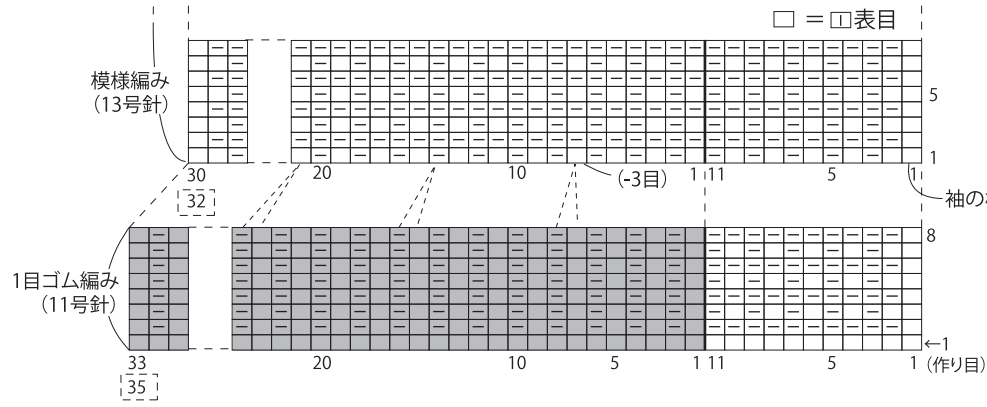 □ = 回表目
模様編み
(13号針)
5
1
30 20 10 1 11 5 1
(-3目)
32
袖の
8
1目ゴム編み
(11号針)
←1
33 20 10 5 1 11 5 1 (作り目)
35